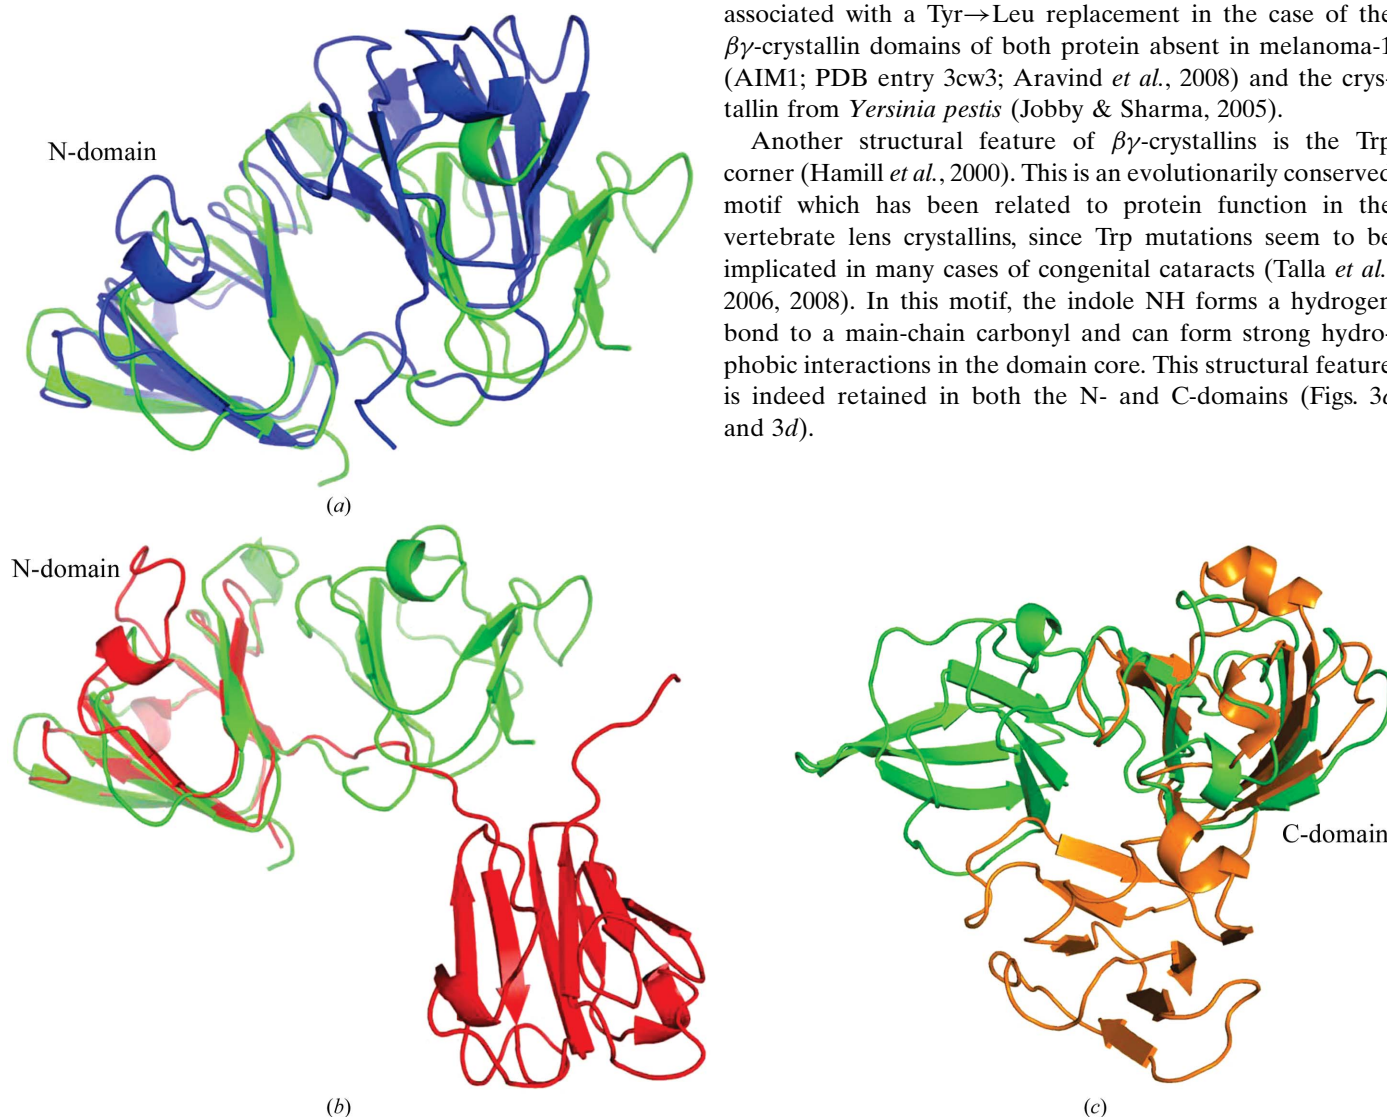 associated with a Tyr→Leu replacement in the case of the
βγ-crystallin domains of both protein absent in melanoma-1
(AIM1; PDB entry 3cw3; Aravind et al., 2008) and the crys-
tallin from Yersinia pestis (Jobby & Sharma, 2005).
Another structural feature of βγ-crystallins is the Trp
corner (Hamill et al., 2000). This is an evolutionarily conserved
motif which has been related to protein function in the
vertebrate lens crystallins, since Trp mutations seem to be
implicated in many cases of congenital cataracts (Talla et al.
2006, 2008). In this motif, the indole NH forms a hydrogen
bond to a main-chain carbonyl and can form strong hydro-
phobic interactions in the domain core. This structural feature
is indeed retained in both the N- and C-domains (Figs.
and 3d).
N-domain
(a)
N-domain
(b)
C-domain
(c)